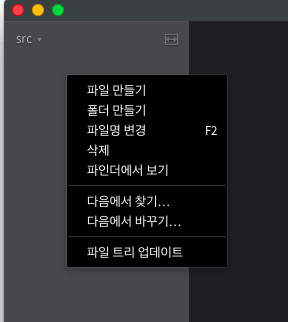 src
파일 만들기
폴더 만들기
파일명 변경 F2
삭제
파인더에서 보기
다음에서 찾기...
다음에서 바꾸기...
파일 트리 업데이트